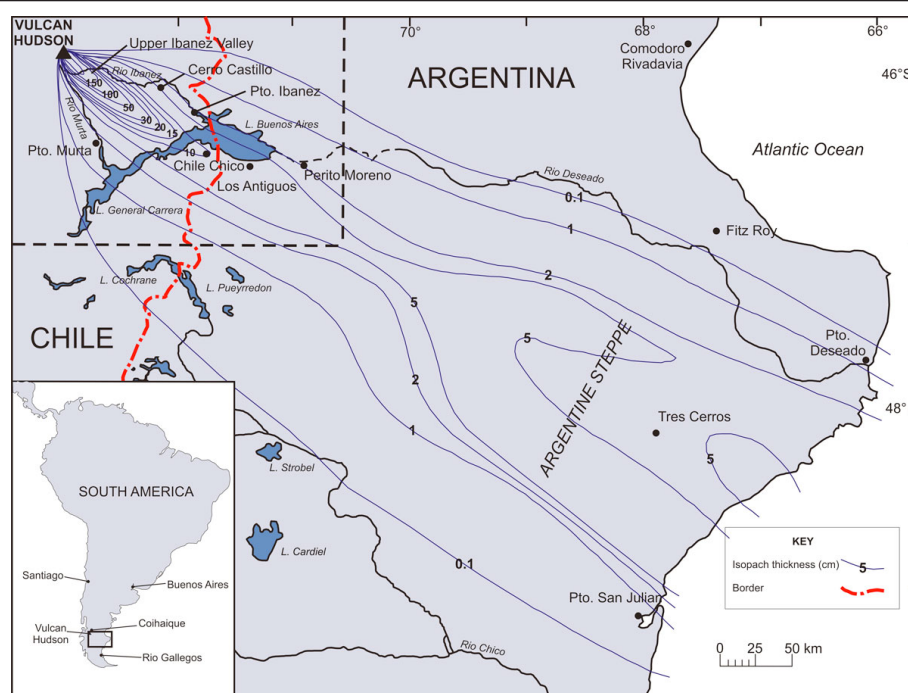 VULCAN
HUDSON
70°
68°
66°
Upper Ibanez Valley
Comodoro
Rivadavia
Rio Ibanez
Cerro Castillo
ARGENTINA
46°S
150
100
Pto. Ibanez
50
Rio Murta
30
20
15
L. Buenos Aires
Pto. Murta
10
Chile Chico
Atlantic Ocean
Perito Moreno
Los Antiguos
Rio Deseado
0.1
L. General Carrera
1
Fitz Roy
L. Cochrane
2
L. Pueyrredon
5
CHILE
5
Pto.
Deseado
2
ARGENTINE STEPPE
48°
Tres Cerros
1
L. Strobel
5
SOUTH AMERICA
KEY
L. Cardiel
Isopach thickness (cm)
5
0.1
Santiago
Buenos Aires
Border
Pto. San Julian
Coihaique
Vulcan
Hudson
Rio Chico
Rio Gallegos
0 25 50 km